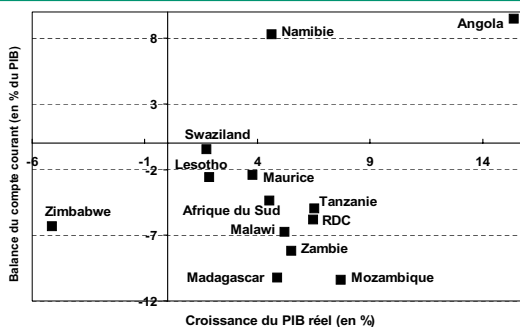 Balance du compte courant (en % du PIB)
8
3
-2
-7
-12
-6
-1
4
9
14
Angola
Namibie
Swaziland
Lesotho
Maurice
Zimbabwe
Afrique du Sud
Tanzanie
RDC
Malawi
Zambie
Madagascar
Mozambique
Croissance du PIB réel (en %)